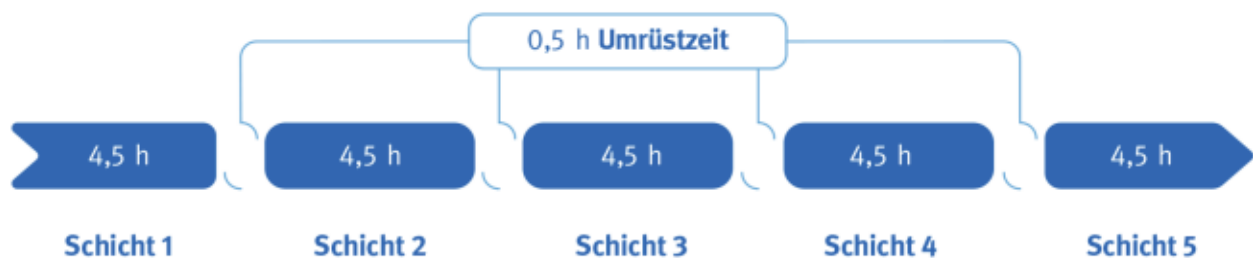 0,5 h Umrüstzeit
4,5 h 4,5 h 4,5 h 4,5 h 4,5 h
Schicht 1 Schicht 2 Schicht 3 Schicht 4 Schicht 5